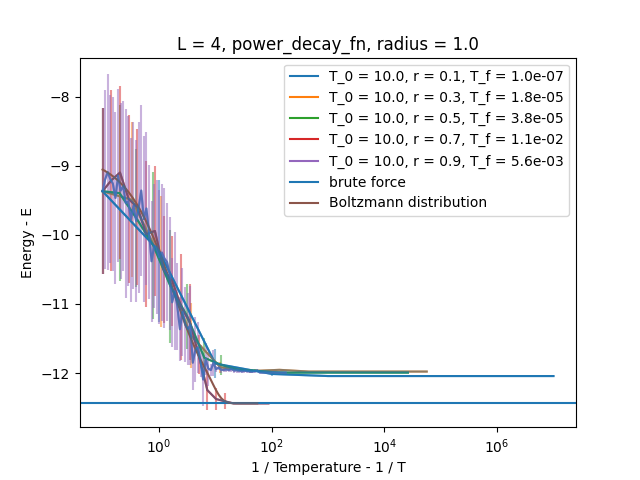 L = 4, power_decay_fn, radius = 1.0
T_0 = 10.0, r = 0.1, T_f = 1.0e-07
T_0 = 10.0, r = 0.3, T_f = 1.8e-05
T_0 = 10.0, r = 0.5, T_f = 3.8e-05
T_0 = 10.0, r = 0.7, T_f = 1.1e-02
T_0 = 10.0, r = 0.9, T_f = 5.6e-03
brute force
Boltzmann distribution
Energy - E
−8
−9
−10
−11
−12
10⁰
10²
10⁴
10⁶
1 / Temperature - 1 / T